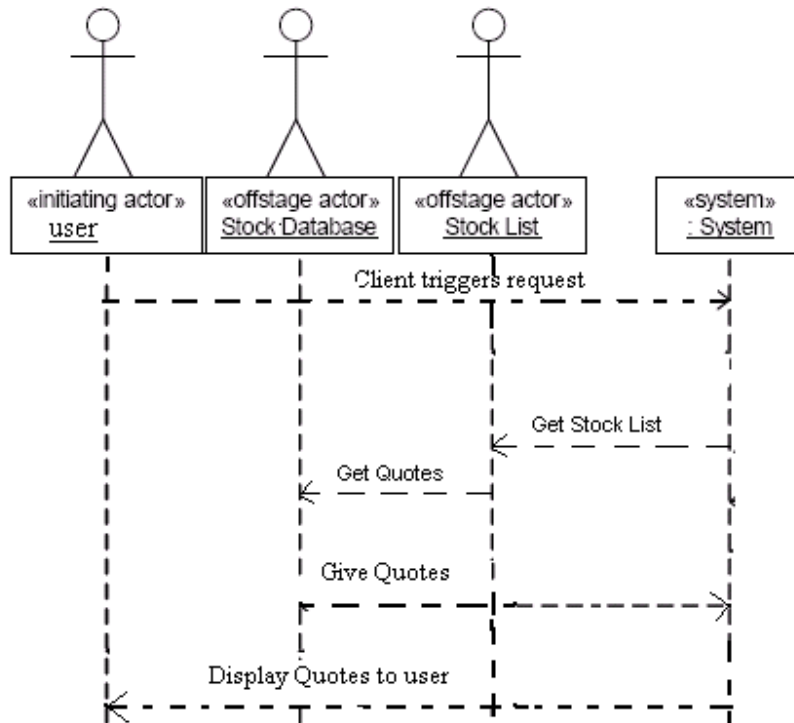 «initiating actor»
user
«offstage actor»
Stock Database
«offstage actor»
Stock List
«system»
: System
Client triggers request
Get Stock List
Get Quotes
Give Quotes
Display Quotes to user